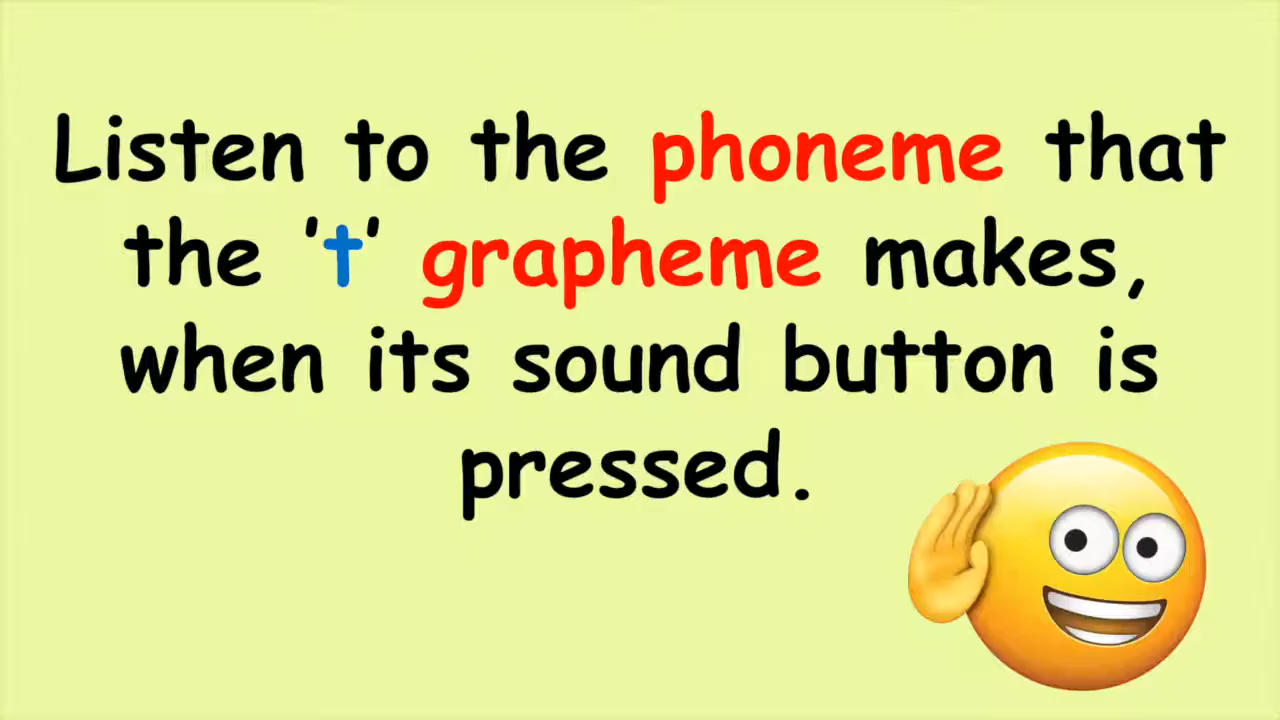 Listen to the phoneme that
the 't' grapheme makes,
when its sound button is
pressed.